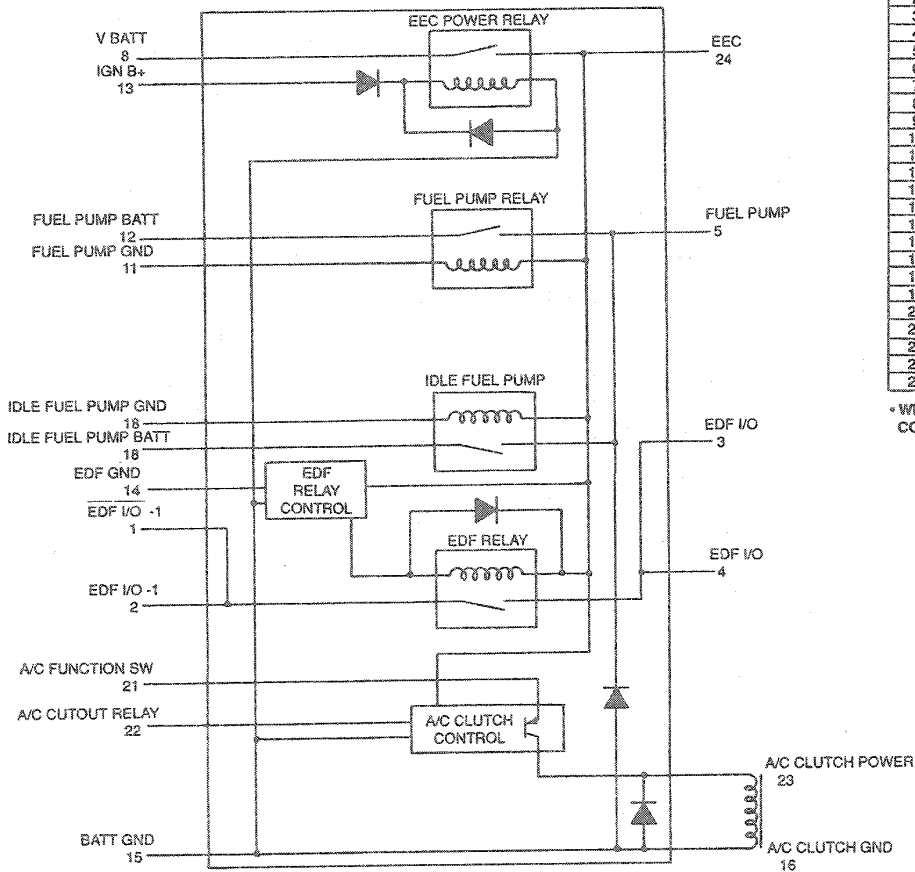 EEC POWER RELAY
V BATT
8
EEC
24
IGN B+
13
FUEL PUMP RELAY
FUEL PUMP BATT
12
FUEL PUMP
5
FUEL PUMP GND
11
IDLE FUEL PUMP
IDLE FUEL PUMP GND
18
IDLE FUEL PUMP BATT
18
EDF I/O
3
EDF GND
14
EDF
RELAY
CONTROL
EDF I/O -1
1
EDF RELAY
EDF I/O
4
EDF I/O -1
2
A/C FUNCTION SW
21
A/C CUTOUT RELAY
22
A/C CLUTCH
CONTROL
A/C CLUTCH POWER
23
BATT GND
15
A/C CLUTCH GND
16